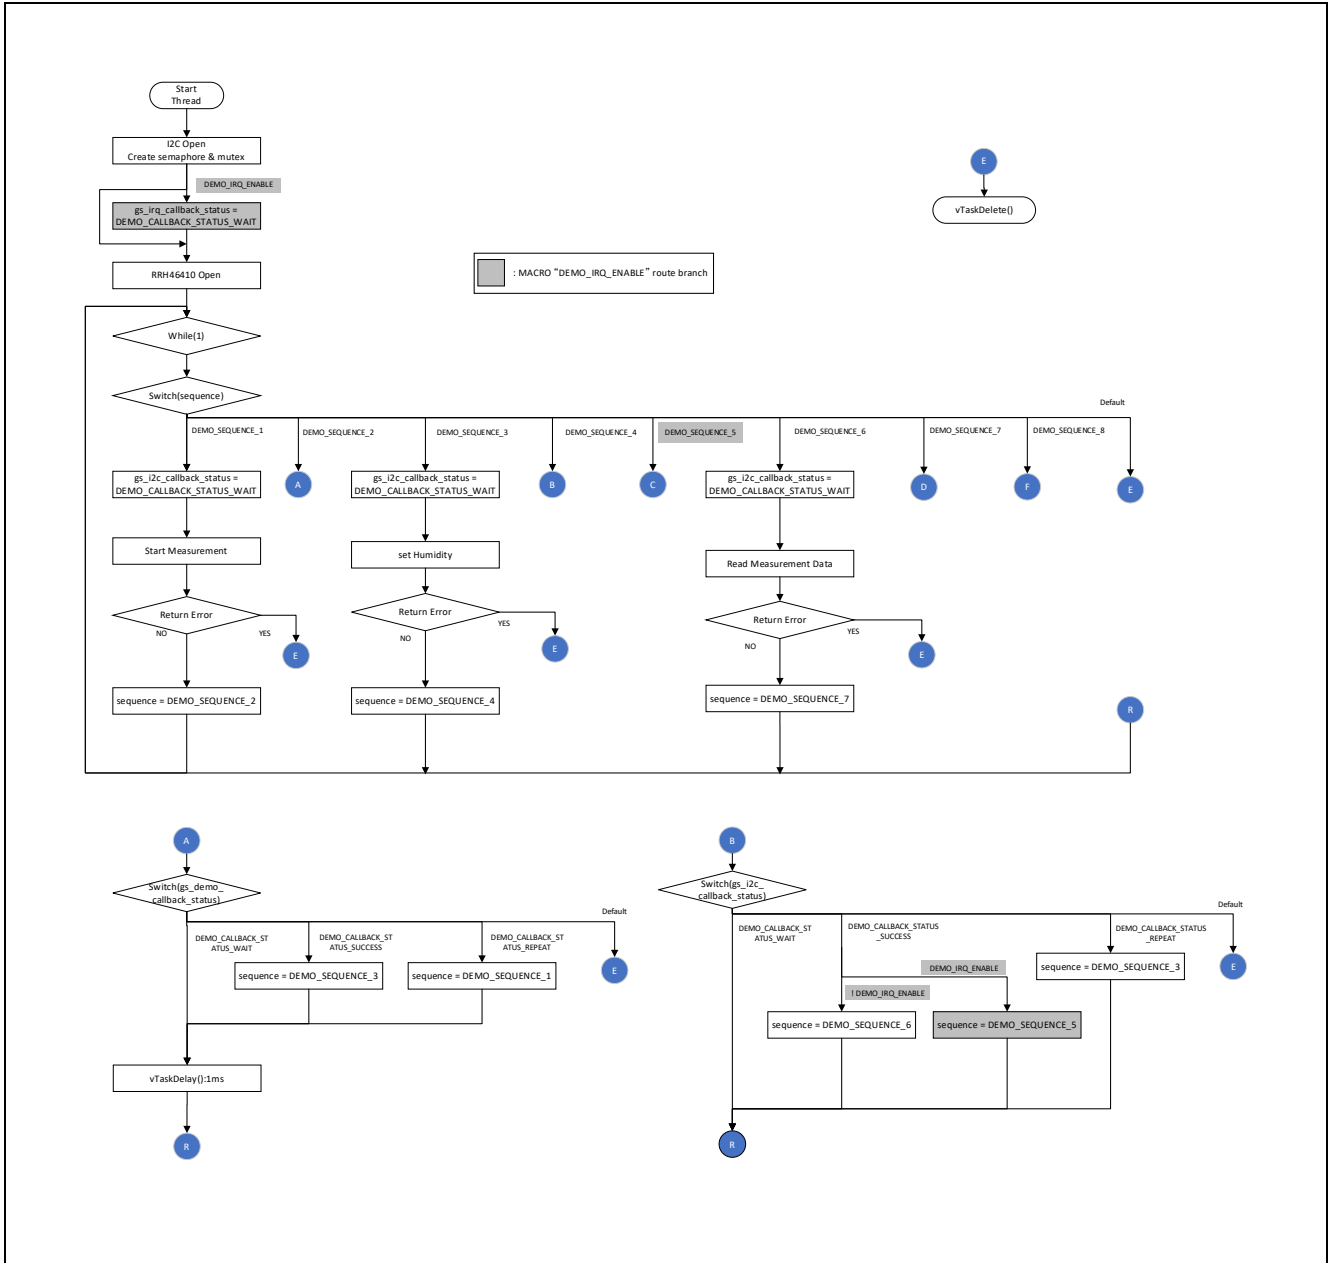 Start
Thread
I2C Open
Create semaphore & mutex
DEMO_IRQ_ENABLE
gs_irq_callback_status =
DEMO_CALLBACK_STATUS_WAIT
RRH46410 Open
E
vTaskDelete()
: MACRO "DEMO_IRQ_ENABLE" route branch
While(1)
Switch(sequence)
Default
DEMO_SEQUENCE_1
DEMO_SEQUENCE_2
DEMO_SEQUENCE_3
DEMO_SEQUENCE_4
DEMO_SEQUENCE_5
DEMO_SEQUENCE_6
DEMO_SEQUENCE_7
DEMO_SEQUENCE_8
gs_i2c_callback_status =
DEMO_CALLBACK_STATUS_WAIT
A
gs_i2c_callback_status =
DEMO_CALLBACK_STATUS_WAIT
B
C
gs_i2c_callback_status =
DEMO_CALLBACK_STATUS_WAIT
D
F
E
Start Measurement
set Humidity
Read Measurement Data
Return Error
NO
YES
E
Return Error
NO
YES
E
Return Error
NO
YES
E
sequence = DEMO_SEQUENCE_2
sequence = DEMO_SEQUENCE_4
sequence = DEMO_SEQUENCE_7
R
A
Switch(gs_demo_
callback_status)
Default
DEMO_CALLBACK_ST
ATUS_WAIT
DEMO_CALLBACK_ST
ATUS_SUCCESS
DEMO_CALLBACK_ST
ATUS_REPEAT
sequence = DEMO_SEQUENCE_3
sequence = DEMO_SEQUENCE_1
E
vTaskDelay():1ms
R
B
Switch(gs_i2c_
callback_status)
Default
DEMO_CALLBACK_ST
ATUS_WAIT
DEMO_CALLBACK_STATUS
_SUCCESS
DEMO_CALLBACK_STATUS
_REPEAT
DEMO_IRQ_ENABLE
! DEMO_IRQ_ENABLE
sequence = DEMO_SEQUENCE_3
E
sequence = DEMO_SEQUENCE_6
sequence = DEMO_SEQUENCE_5
R